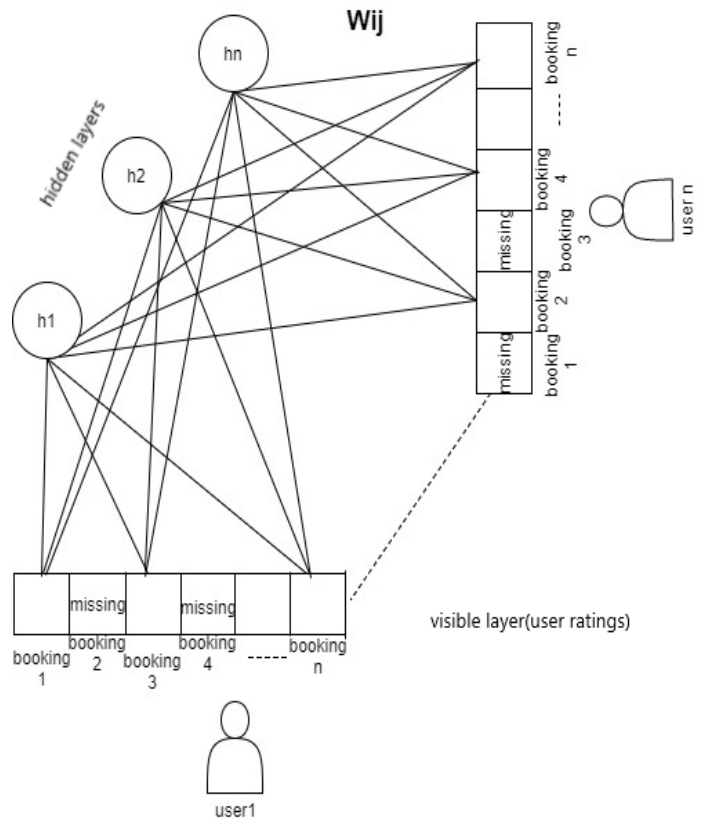 Wij
hn
hidden layers
h2
h1
booking
n
-----
booking
4
missing
booking
3
booking
2
missing
booking
1
user n
missing
missing
booking
1
booking
2
booking
3
booking
4
------
booking
n
visible layer(user ratings)
user1